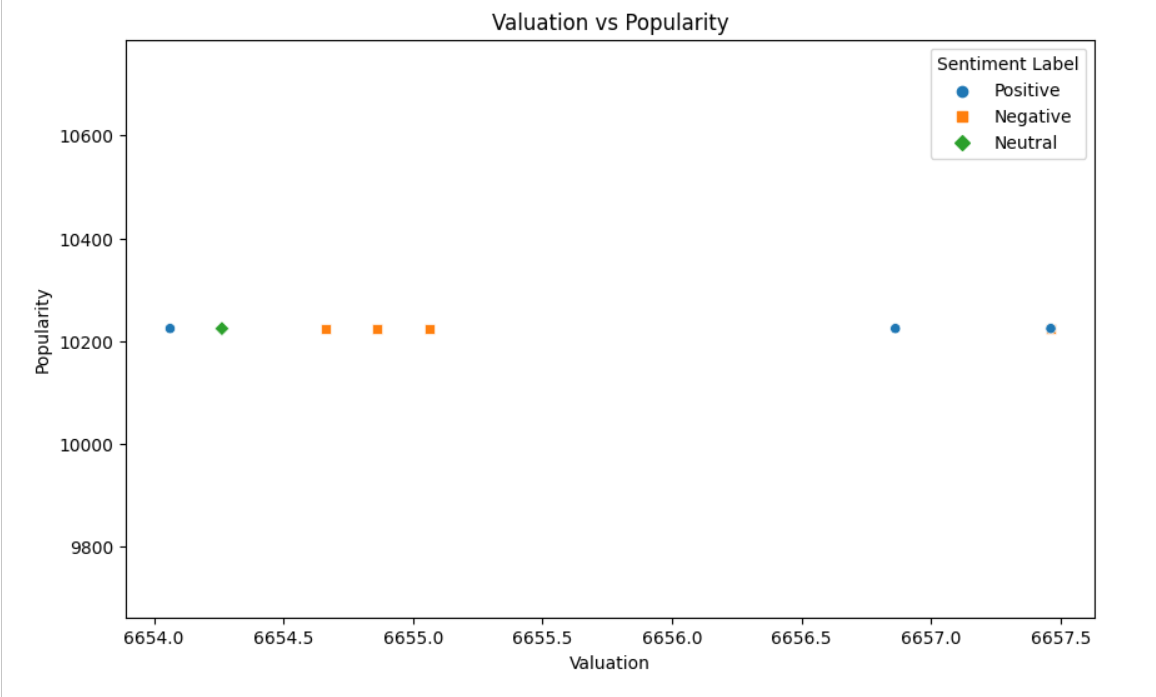 Valuation vs Popularity
Sentiment Label
Positive
Negative
Neutral
10600
10400
10200
10000
9800
Popularity
6654.0 6654.5 6655.0 6655.5 6656.0 6656.5 6657.0 6657.5
Valuation